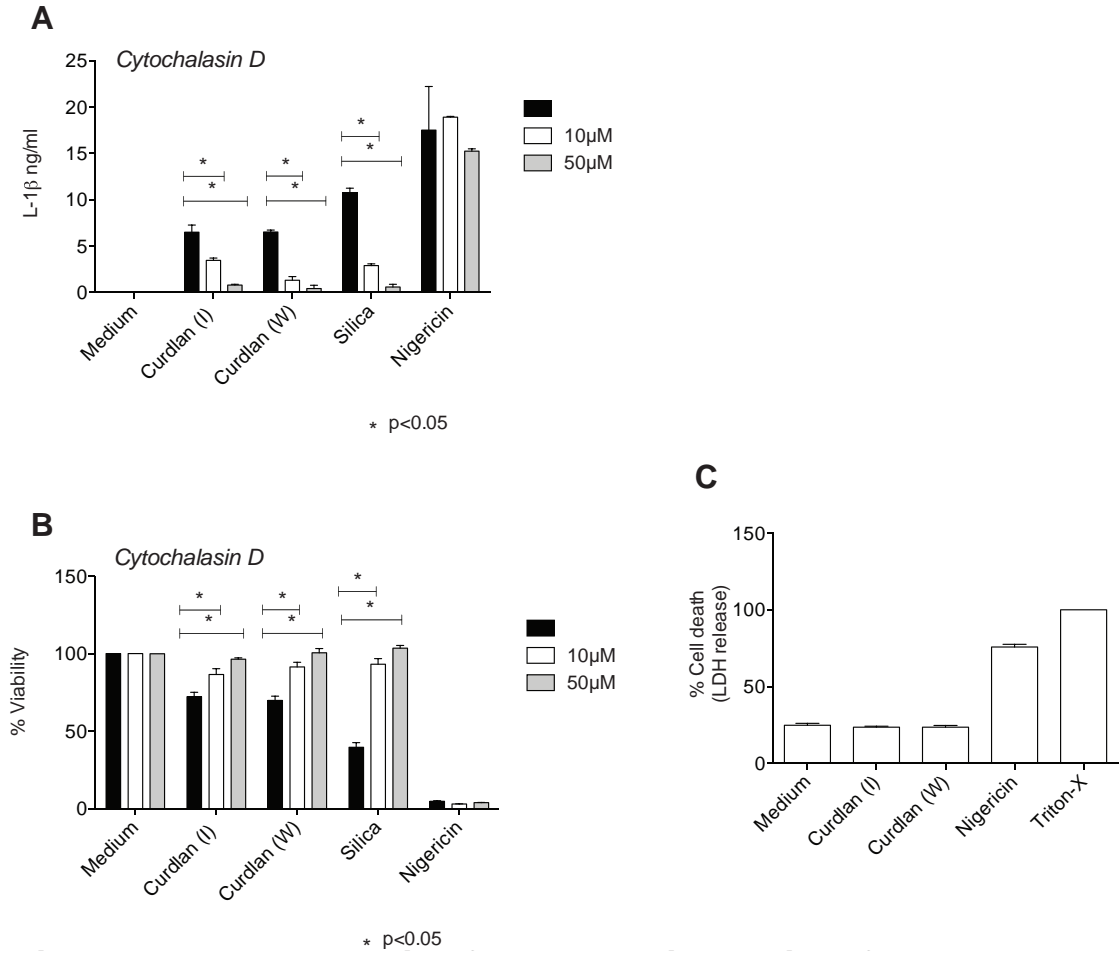 A
Cytochalasin D
25
20
15
10
5
0
L-1β ng/ml
*
*
*
*
*
*
10µM
50µM
Medium
Curdlan (I)
Curdlan (W)
Silica
Nigericin
* p<0.05
B
Cytochalasin D
150
100
50
0
% Viability
*
*
*
*
*
*
10µM
50µM
Medium
Curdlan (I)
Curdlan (W)
Silica
Nigericin
* p<0.05
C
150
100
50
0
% Cell death
(LDH release)
Medium
Curdlan (I)
Curdlan (W)
Nigericin
Triton-X